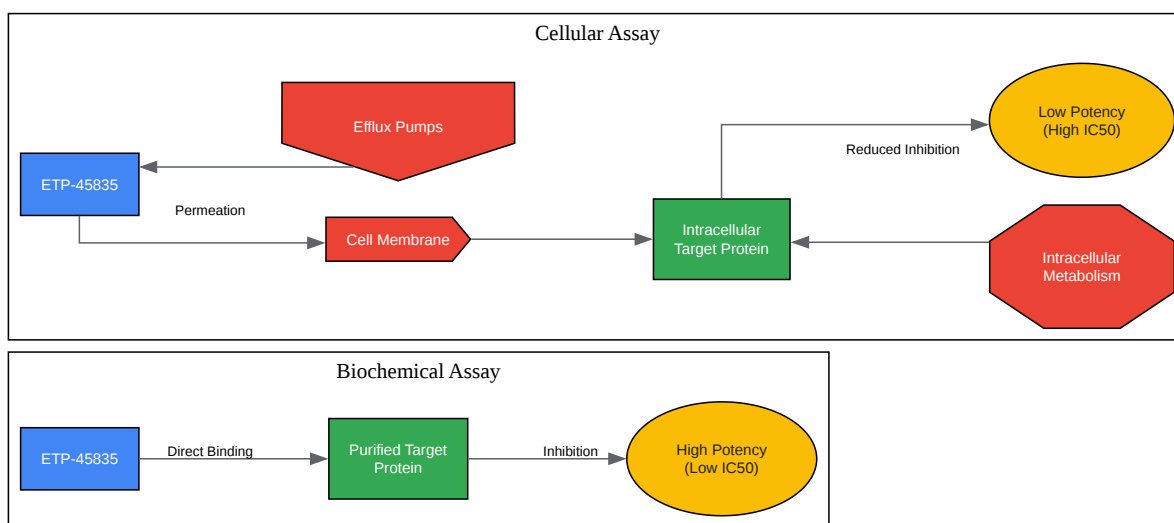 Cellular Assay
Efflux Pumps
Low Potency
(High IC50)
Reduced Inhibition
ETP-45835
Permeation
Cell Membrane
Intracellular
Target Protein
Intracellular
Metabolism
Biochemical Assay
ETP-45835
Direct Binding
Purified Target
Protein
Inhibition
High Potency
(Low IC50)